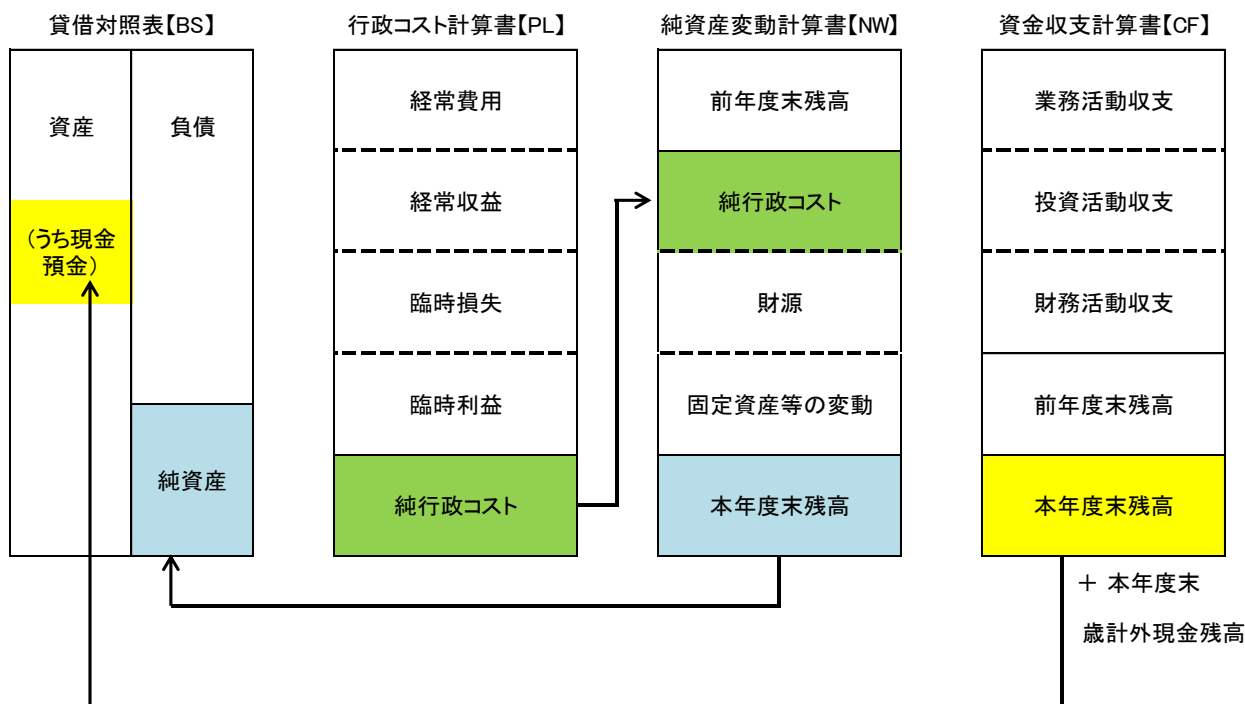 貸借対照表【BS】
資産
負債
(うち現金
預金)
純資産
行政コスト計算書【PL】
経常費用
経常収益
臨時損失
臨時利益
純行政コスト
純資産変動計算書【NW】
前年度末残高
純行政コスト
財源
固定資産等の変動
本年度末残高
資金収支計算書【CF】
業務活動収支
投資活動収支
財務活動収支
前年度末残高
本年度末残高
＋ 本年度末
歳計外現金残高